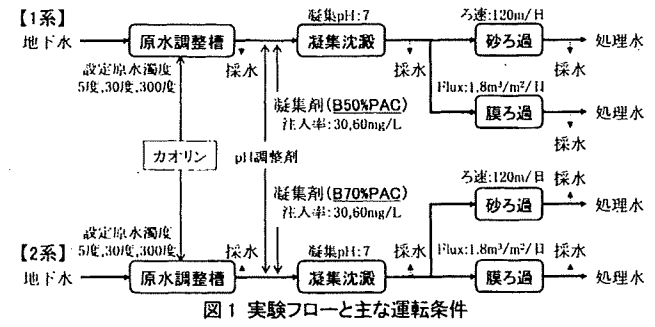 【1系】
凝集pH:7
ろ速:120m/日
地下水
原水調整槽
凝集沈澱
砂ろ過
処理水
設定原水濁度
5度,30度,300度
採水
採水
採水
Flux:1.8m³/m²/日
凝集剤(B50%PAC)
注入率:30,60mg/L
膜ろ過
処理水
採水
カオリン
pH調整剤
凝集剤(B70%PAC)
注入率:30,60mg/L
ろ速:120m/日
採水
砂ろ過
処理水
設定原水濁度
5度,30度,300度
【2系】
採水
凝集pH:7
採水
Flux:1.8m³/m²/日
採水
地下水
原水調整槽
凝集沈澱
膜ろ過
処理水
図1 実験フローと主な運転条件